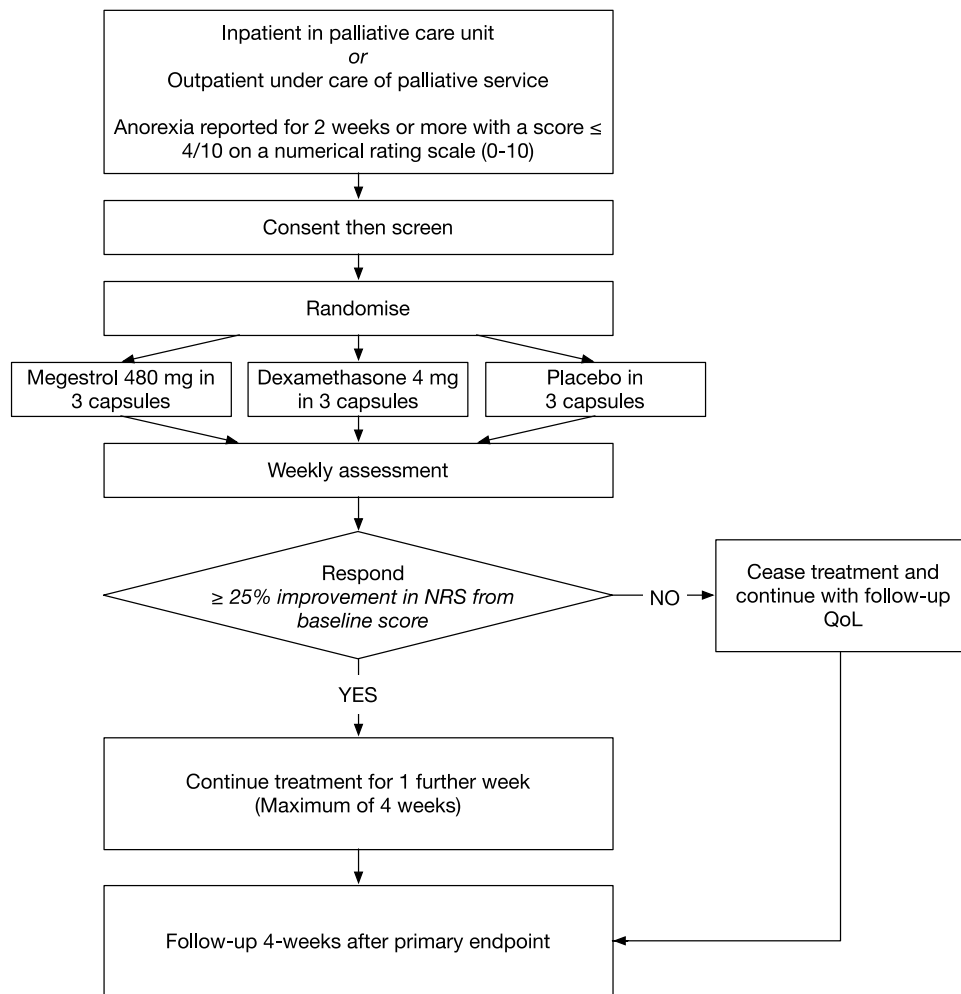 Inpatient in palliative care unit
or
Outpatient under care of palliative service
Anorexia reported for 2 weeks or more with a score ≤
4/10 on a numerical rating scale (0-10)
Consent then screen
Randomise
Megestrol 480 mg in
3 capsules
Dexamethasone 4 mg
in 3 capsules
Placebo in
3 capsules
Weekly assessment
Respond
≥ 25% improvement in NRS from
baseline score
NO
Cease treatment and
continue with follow-up
QoL
YES
Continue treatment for 1 further week
(Maximum of 4 weeks)
Follow-up 4-weeks after primary endpoint